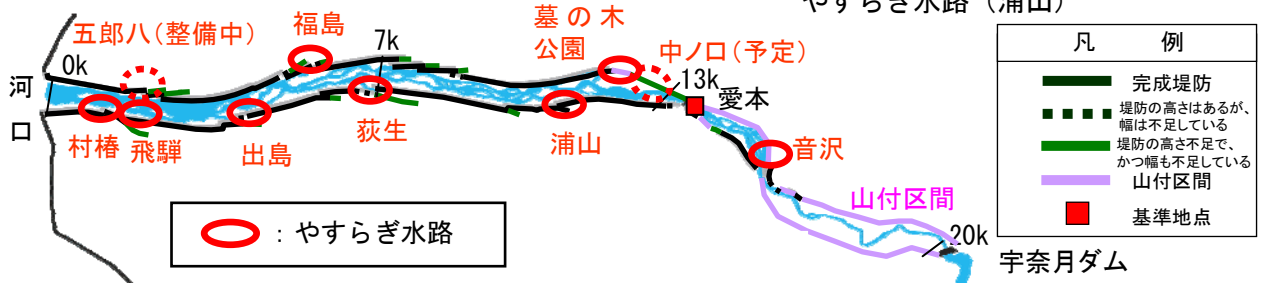 やすらぎ水路(浦山)
五郎八(整備中)
福島
7k
墓の木
公園
中ノ口(予定)
0k
13k
河
口
愛本
村椿
飛騨
出島
荻生
浦山
音沢
山付区間
20k
宇奈月ダム
:やすらぎ水路
凡 例
完成堤防
堤防の高さはあるが、
幅は不足している
堤防の高さ不足で、
かつ幅も不足している
山付区間
基準地点